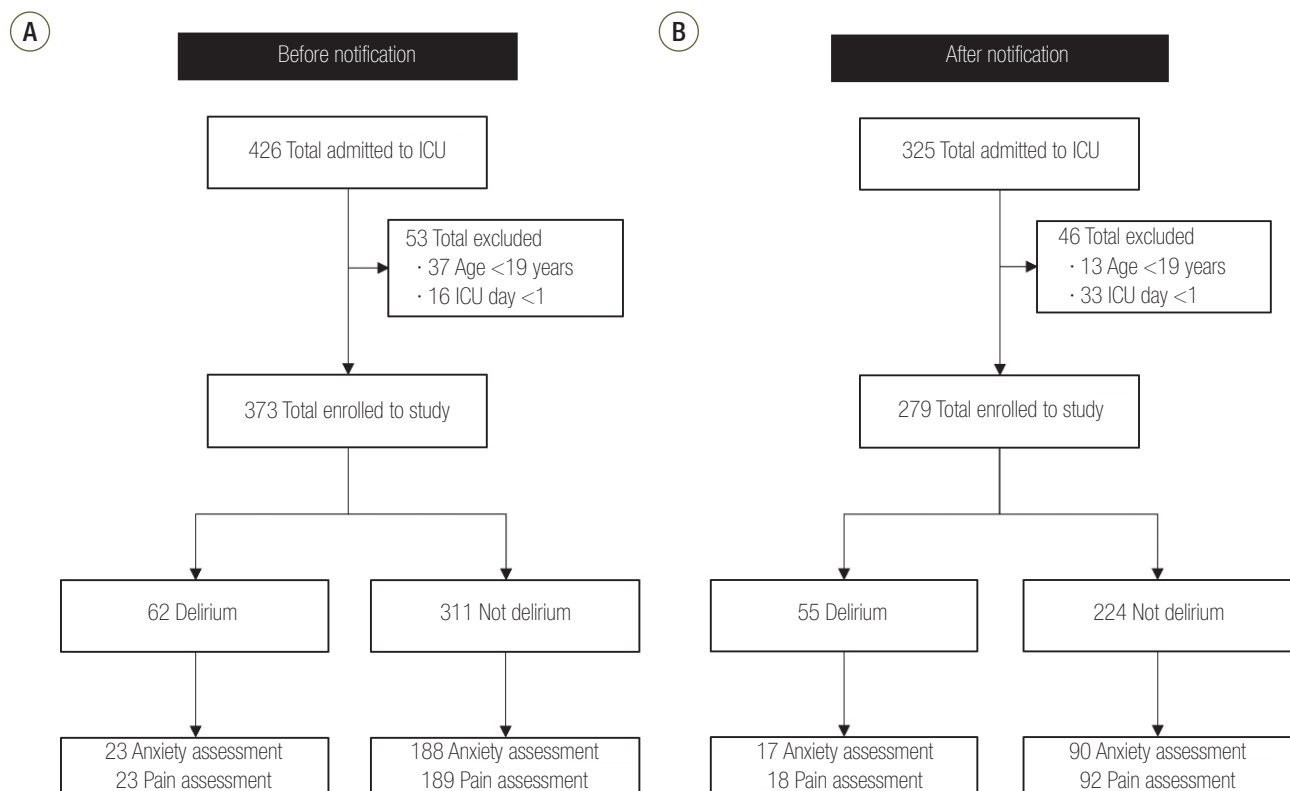 A
Before notification
426 Total admitted to ICU
53 Total excluded
· 37 Age <19 years
· 16 ICU day <1
373 Total enrolled to study
62 Delirium
311 Not delirium
23 Anxiety assessment
23 Pain assessment
188 Anxiety assessment
189 Pain assessment
B
After notification
325 Total admitted to ICU
46 Total excluded
· 13 Age <19 years
· 33 ICU day <1
279 Total enrolled to study
55 Delirium
224 Not delirium
17 Anxiety assessment
18 Pain assessment
90 Anxiety assessment
92 Pain assessment